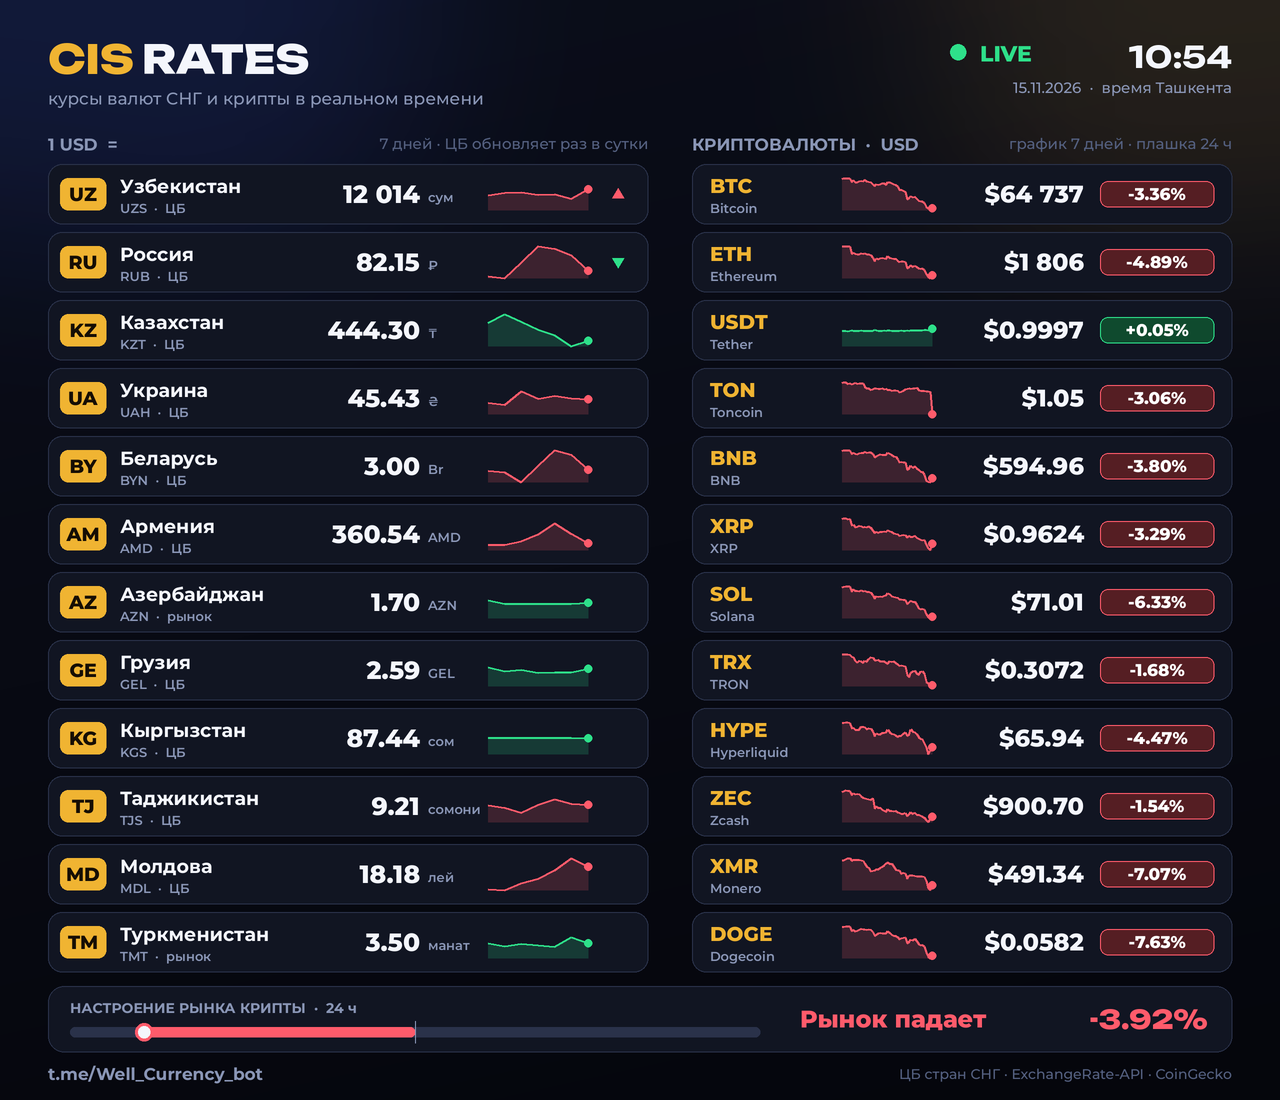 CIS RATES
курсы валют СНГ и крипты в реальном времени
LIVE 10:54
15.11.2026 · время Ташкента
1 USD =
7 дней · ЦБ обновляет раз в сутки
UZ Узбекистан 12 014 сум
UZS · ЦБ
RU Россия 82.15 ₽
RUB · ЦБ
KZ Казахстан 444.30 ₸
KZT · ЦБ
UA Украина 45.43 ₴
UAH · ЦБ
BY Беларусь 3.00 Br
BYN · ЦБ
AM Армения 360.54 AMD
AMD · ЦБ
AZ Азербайджан 1.70 AZN
AZN · рынок
GE Грузия 2.59 GEL
GEL · ЦБ
KG Кыргызстан 87.44 сом
KGS · ЦБ
TJ Таджикистан 9.21 сомони
TJS · ЦБ
MD Молдова 18.18 лей
MDL · ЦБ
TM Туркменистан 3.50 манат
TMT · рынок
КРИПТОВАЛЮТЫ · USD
график 7 дней · плашка 24 ч
BTC $64 737 -3.36%
Bitcoin
ETH $1 806 -4.89%
Ethereum
USDT $0.9997 +0.05%
Tether
TON $1.05 -3.06%
Toncoin
BNB $594.96 -3.80%
BNB
XRP $0.9624 -3.29%
XRP
SOL $71.01 -6.33%
Solana
TRX $0.3072 -1.68%
TRON
HYPE $65.94 -4.47%
Hyperliquid
ZEC $900.70 -1.54%
Zcash
XMR $491.34 -7.07%
Monero
DOGE $0.0582 -7.63%
Dogecoin
НАСТРОЕНИЕ РЫНКА КРИПТЫ · 24 ч
Рынок падает -3.92%
t.me/Well_Currency_bot
ЦБ стран СНГ · ExchangeRate-API · CoinGecko